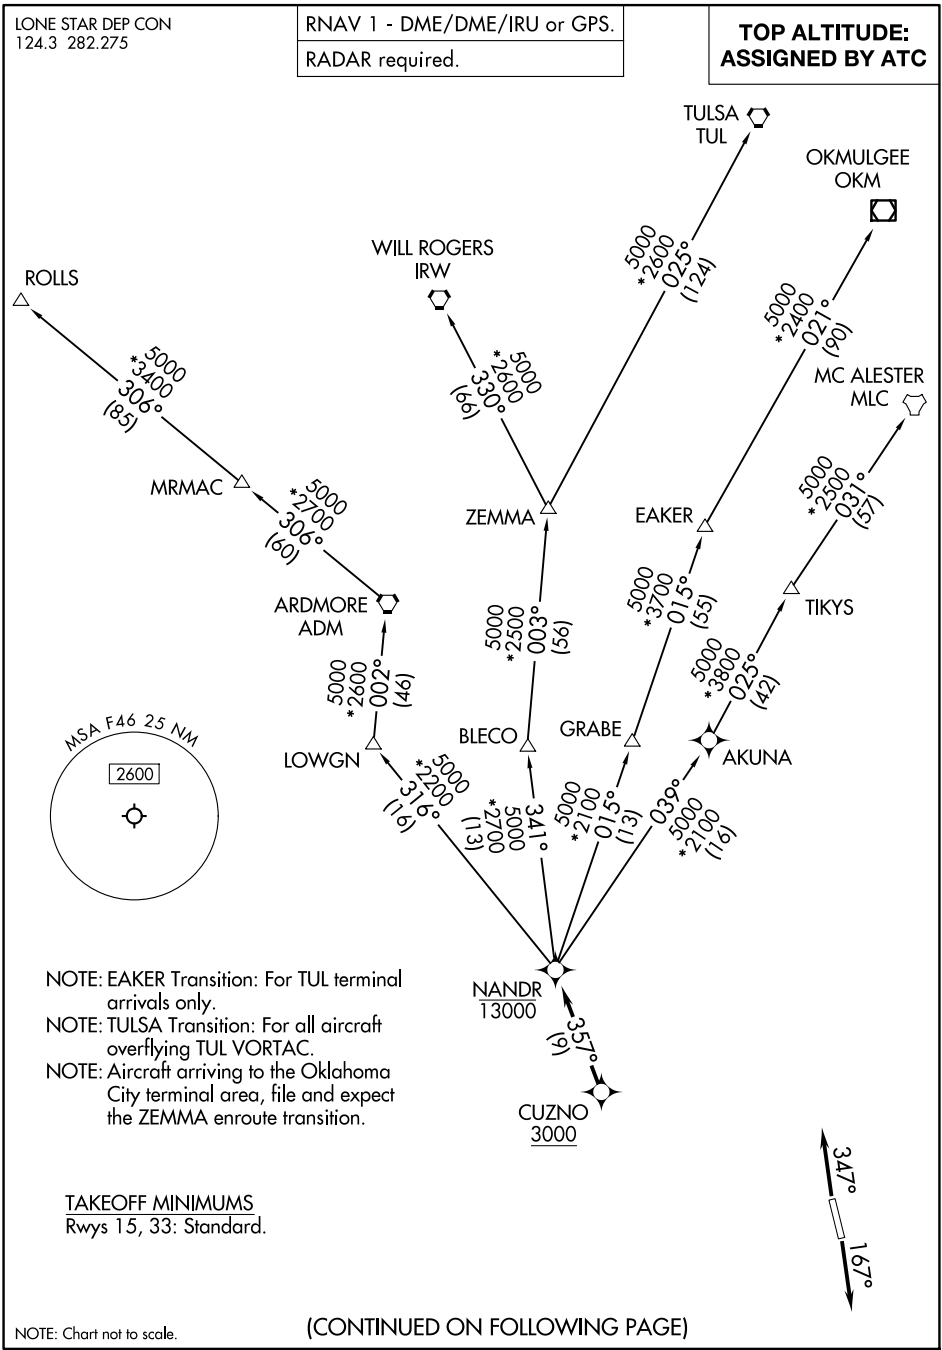 LONE STAR DEP CON
124.3 282.275
RNAV 1 - DME/DME/IRU or GPS.
RADAR required.
TOP ALTITUDE:
ASSIGNED BY ATC
TULSA
TUL
OKMULGEE
OKM
WILL ROGERS
IRW
5000
*2600
025°
(124)
ROLLS
5000
*2400
021°
(90)
5000
*3400
306°
(85)
5000
*2600
330°
(66)
MC ALESTER
MLC
MRMAC
5000
*2700
306°
(60)
ZEMMA
EAKER
5000
*2500
031°
(57)
ARDMORE
ADM
5000
*2500
003°
(56)
5000
*3700
015°
(55)
TIKYS
5000
*2600
002°
(46)
5000
*3800
025°
(42)
MSA F46 25 NM
2600
LOWGN
BLECO
GRABE
AKUNA
5000
*2200
316°
(16)
341°
5000
*2700
(13)
5000
*2100
015°
(13)
039°
5000
*2100
(16)
NANDR
13000
357°
(9)
CUZNO
3000
NOTE: EAKER Transition: For TUL terminal
arrivals only.
NOTE: TULSA Transition: For all aircraft
overflying TUL VORTAC.
NOTE: Aircraft arriving to the Oklahoma
City terminal area, file and expect
the ZEMMA enroute transition.
TAKEOFF MINIMUMS
Rwys 15, 33: Standard.
347°
167°
NOTE: Chart not to scale.
(CONTINUED ON FOLLOWING PAGE)